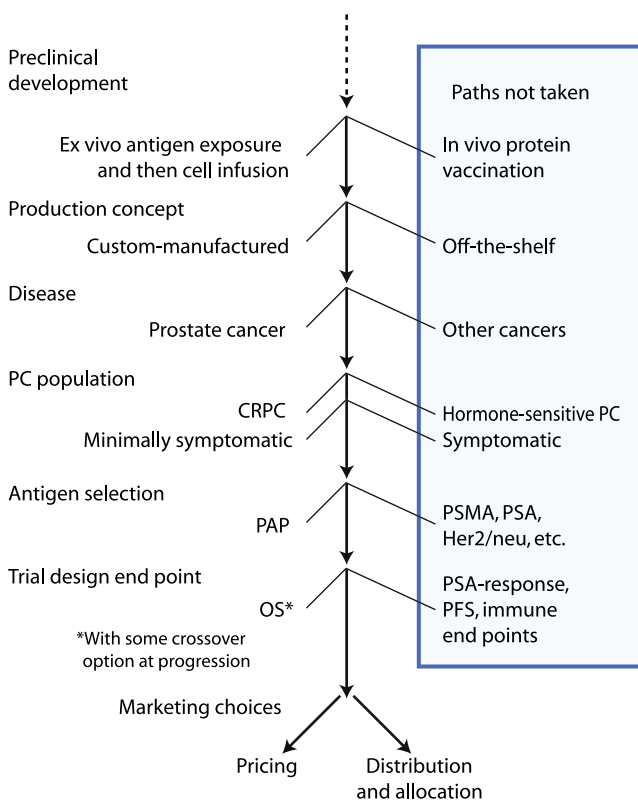 Preclinical
development
Paths not taken
Ex vivo antigen exposure
and then cell infusion
In vivo protein
vaccination
Production concept
Custom-manufactured
Off-the-shelf
Disease
Prostate cancer
Other cancers
PC population
CRPC
Hormone-sensitive PC
Minimally symptomatic
Symptomatic
Antigen selection
PAP
PSMA, PSA,
Her2/neu, etc.
Trial design end point
OS*
PSA-response,
PFS, immune
end points
*With some crossover
option at progression
Marketing choices
Pricing
Distribution
and allocation